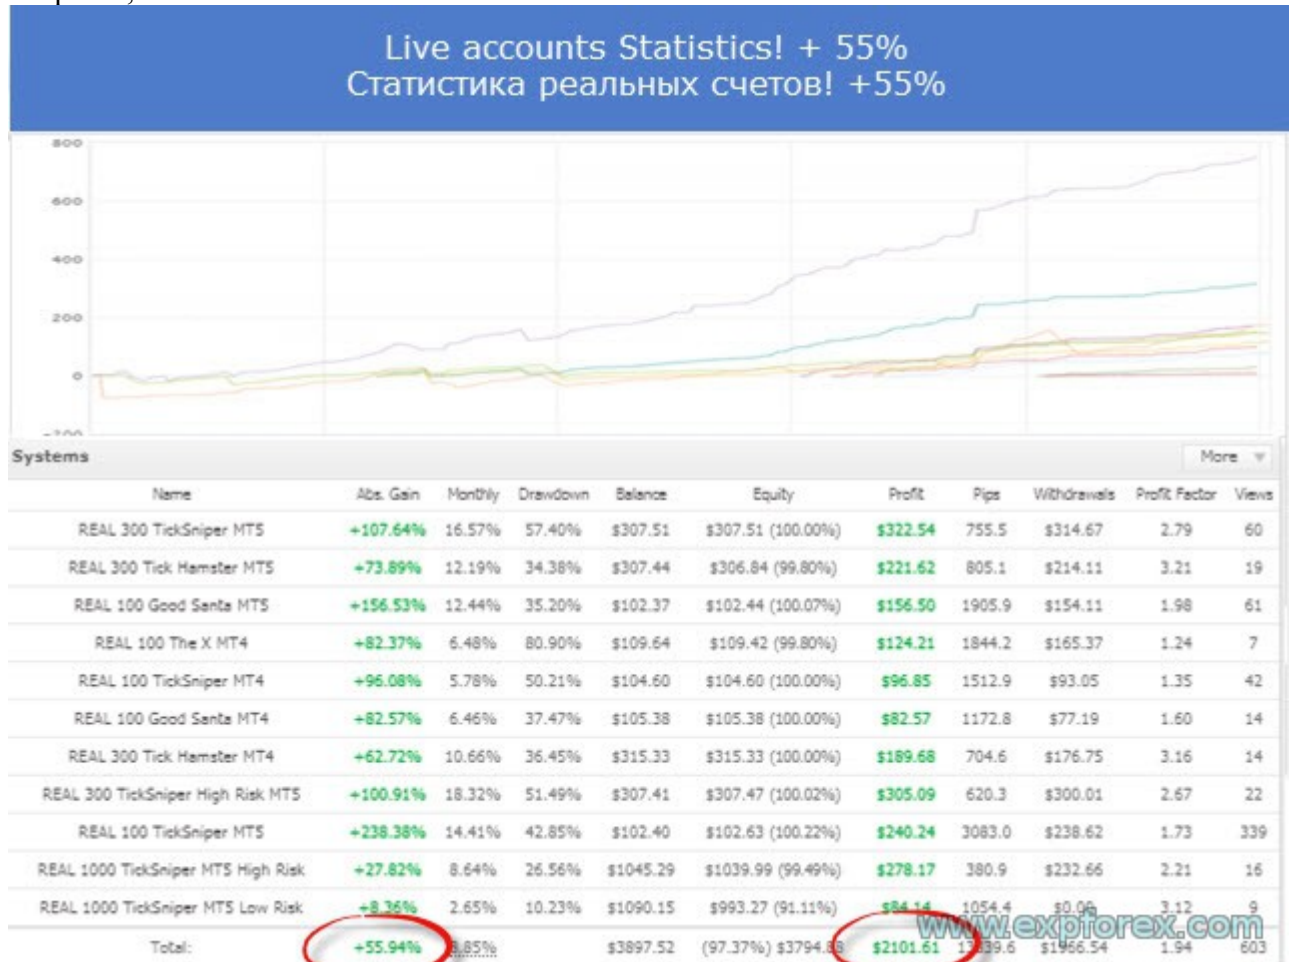 Live accounts Statistics! + 55%
Статистика реальных счетов! +55%
800
600
400
200
0
-200
Systems More
Name Abs. Gain Monthly Drawdown Balance Equity Profit Pips Withdrawals Profit Factor Views
REAL 300 TickSniper MT5 +107.64% 16.57% 57.40% $307.51 $307.51 (100.00%) $322.54 755.5 $314.67 2.79 60
REAL 300 Tick Hamster MT5 +73.89% 12.19% 34.38% $307.44 $306.84 (99.80%) $221.62 805.1 $214.11 3.21 19
REAL 100 Good Santa MT5 +156.53% 12.44% 35.20% $102.37 $102.44 (100.07%) $156.50 1905.9 $154.11 1.98 61
REAL 100 The X MT4 +82.37% 6.48% 80.90% $109.64 $109.42 (99.80%) $124.21 1844.2 $165.37 1.24 7
REAL 100 TickSniper MT4 +96.08% 5.78% 50.21% $104.60 $104.60 (100.00%) $96.85 1512.9 $93.05 1.35 42
REAL 100 Good Santa MT4 +82.57% 6.46% 37.47% $105.38 $105.38 (100.00%) $82.57 1172.8 $77.19 1.60 14
REAL 300 Tick Hamster MT4 +62.72% 10.66% 36.45% $315.33 $315.33 (100.00%) $189.68 704.6 $176.75 3.16 14
REAL 300 TickSniper High Risk MT5 +100.91% 18.32% 51.49% $307.41 $307.47 (100.02%) $305.09 620.3 $300.01 2.67 22
REAL 100 TickSniper MT5 +238.38% 14.41% 42.85% $102.40 $102.63 (100.22%) $240.24 3083.0 $238.62 1.73 339
REAL 1000 TickSniper MT5 High Risk +27.82% 8.64% 26.56% $1045.29 $1039.99 (99.49%) $278.17 380.9 $232.66 2.21 16
REAL 1000 TickSniper MT5 Low Risk +8.36% 2.65% 10.23% $1090.15 $993.27 (91.11%) $84.14 1054.4 $0.00 3.12 9
www.expforex.com
Total: +55.94% $3897.52 (97.37%) $2101.61 1.94 603